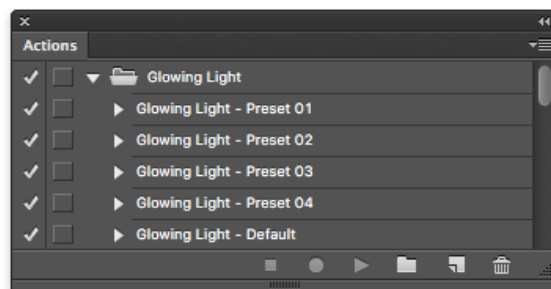 Actions
Glowing Light
Glowing Light - Preset 01
Glowing Light - Preset 02
Glowing Light - Preset 03
Glowing Light - Preset 04
Glowing Light - Default